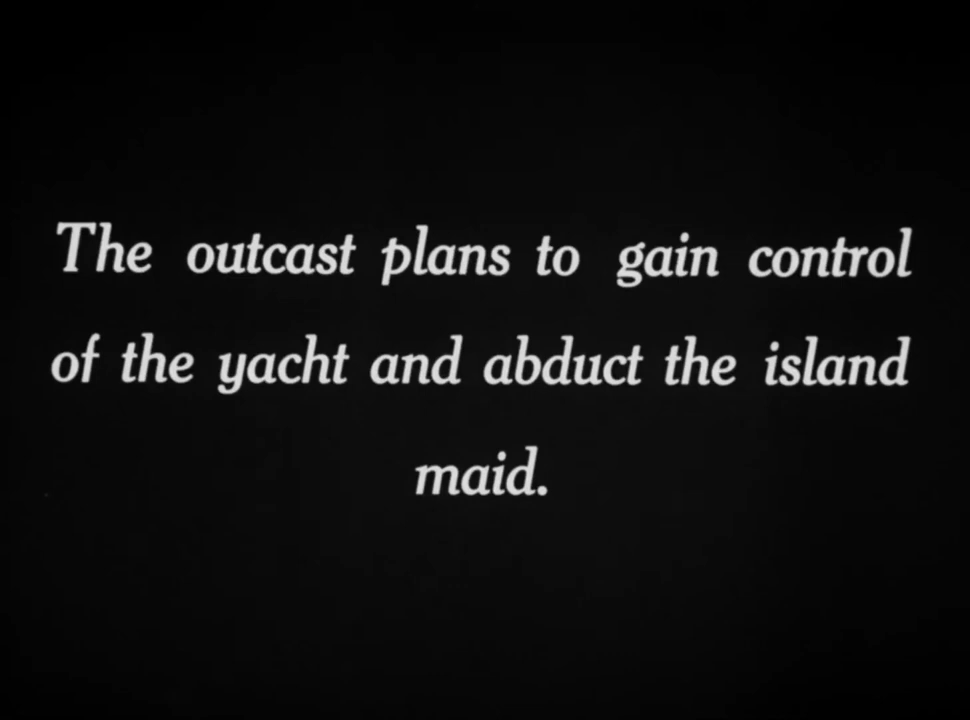 The outcast plans to gain control
of the yacht and abduct the island
maid.